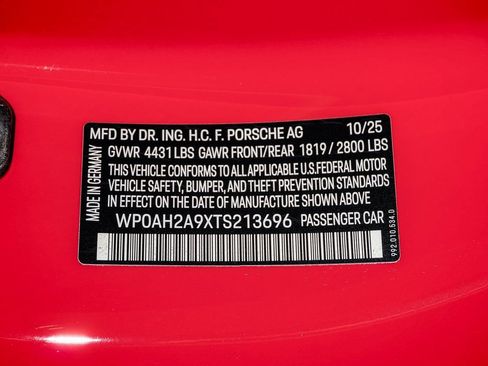 MFD BY DR. ING. H.C. F. PORSCHE AG 10/25
GVWR 4431 LBS GAWR FRONT/REAR 1819 / 2800 LBS
THIS VEHICLE CONFORMS TO ALL APPLICABLE U.S.FEDERAL MOTOR
VEHICLE SAFETY, BUMPER, AND THEFT PREVENTION STANDARDS
IN EFFECT ON THE DATE OF MANUFACTURE SHOWN ABOVE
WP0AH2A9XTS213696 PASSENGER CAR
MADE IN GERMANY
992.010.534.0